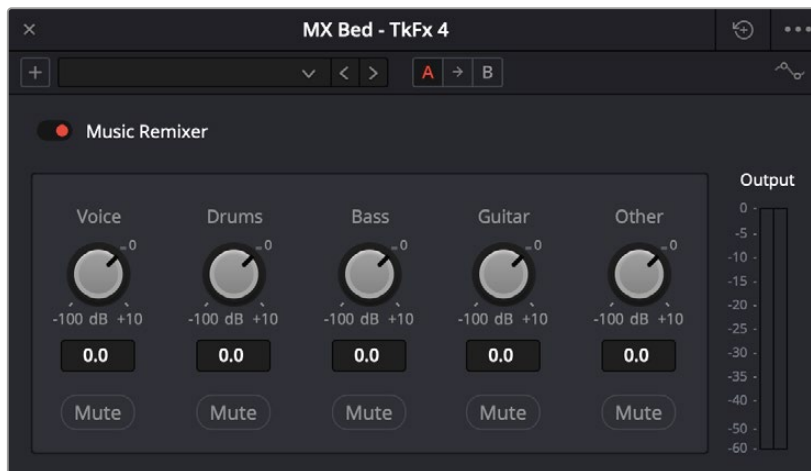 MX Bed - TkFx 4
A B
Music Remixer
Output
Voice Drums Bass Guitar Other
0 0 0 0 0
-100 dB +10 -100 dB +10 -100 dB +10 -100 dB +10 -100 dB +10
0.0 0.0 0.0 0.0 0.0
Mute Mute Mute Mute Mute
0
-5
-10
-15
-20
-25
-30
-35
-40
-50
-60